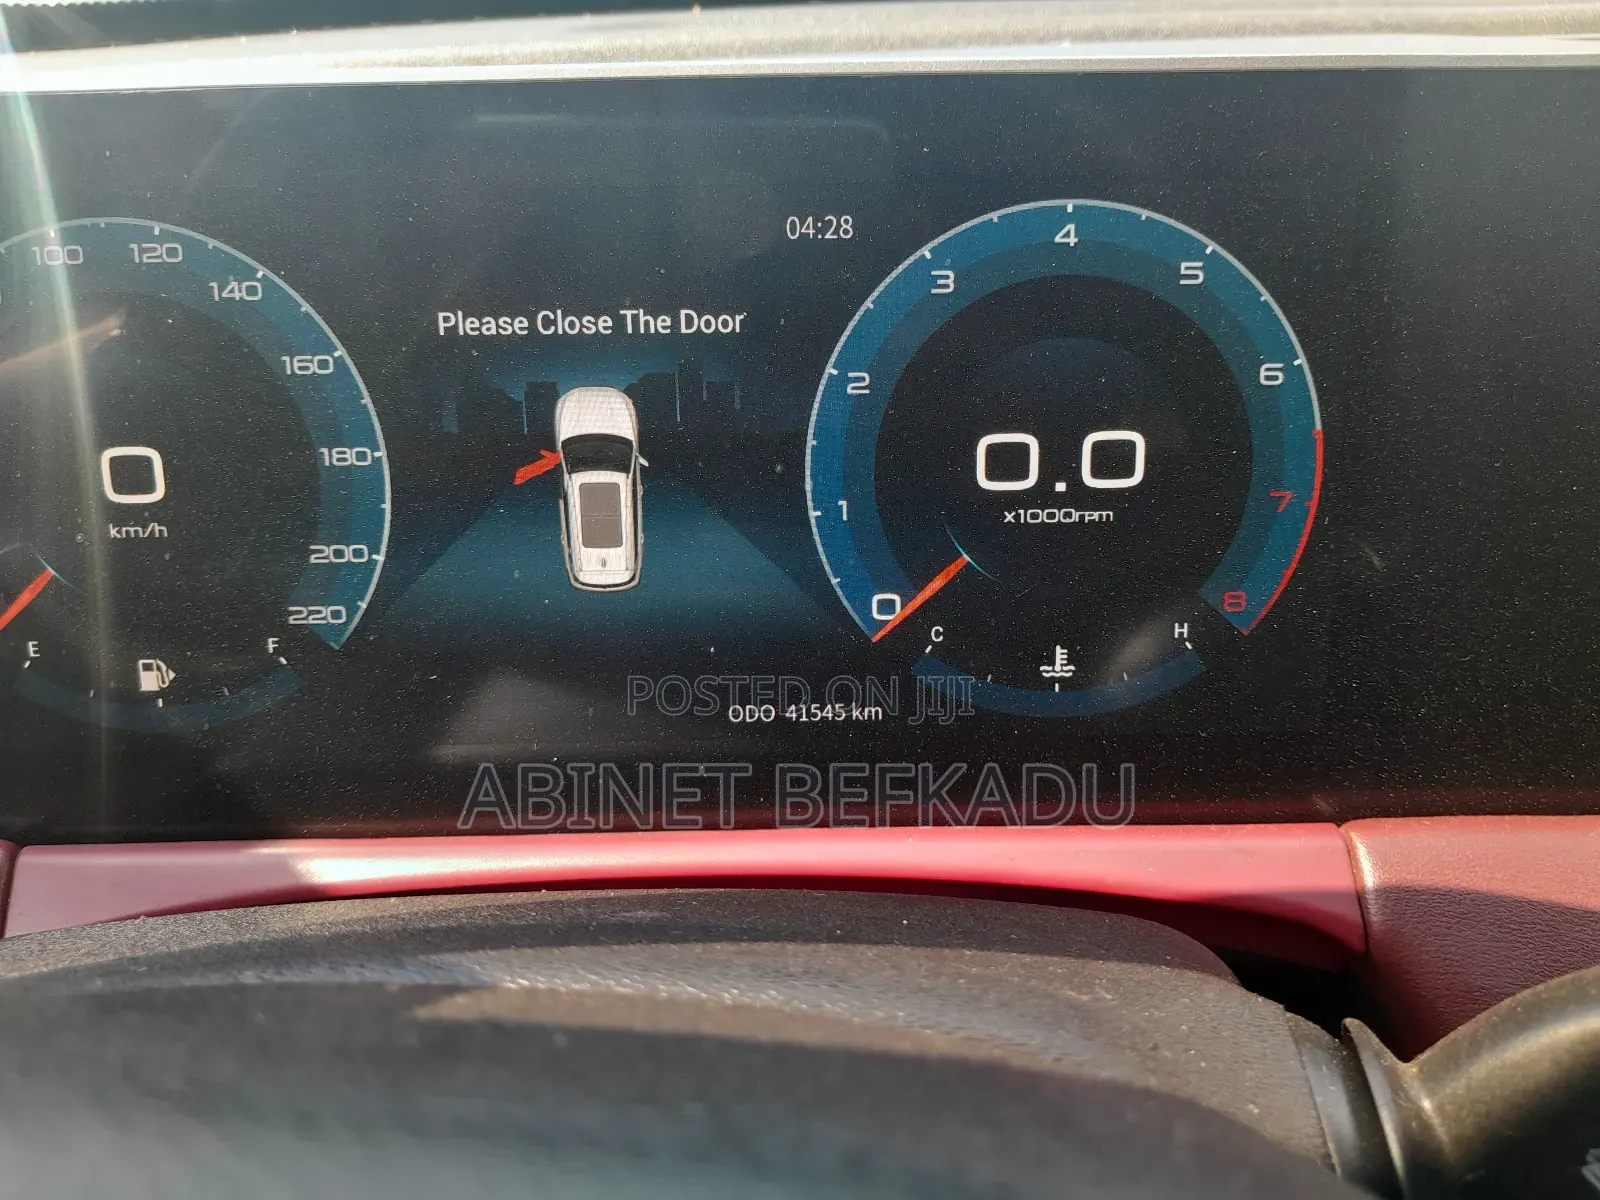 04:28
100 120 140 160 180 200 220
Please Close The Door
0
km/h
E F
0 1 2 3 4 5 6 7 8
0.0
x1000rpm
C H
ODO 41545 km
POSTED ON JIJI
ABINET BEFKADU